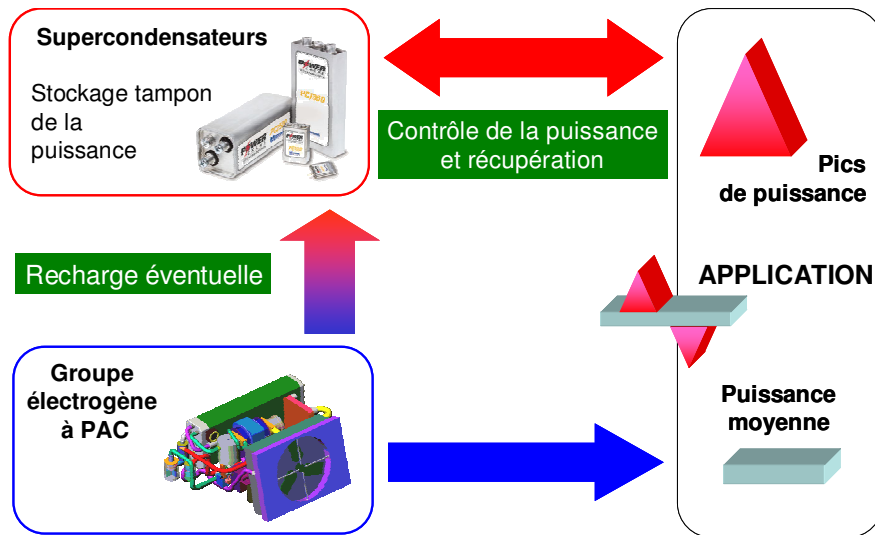 Supercondensateurs
Stockage tampon
de la
puissance
Contrôle de la puissance
et récupération
Pics
de puissance
Recharge éventuelle
APPLICATION
Groupe
électrogène
à PAC
Puissance
moyenne